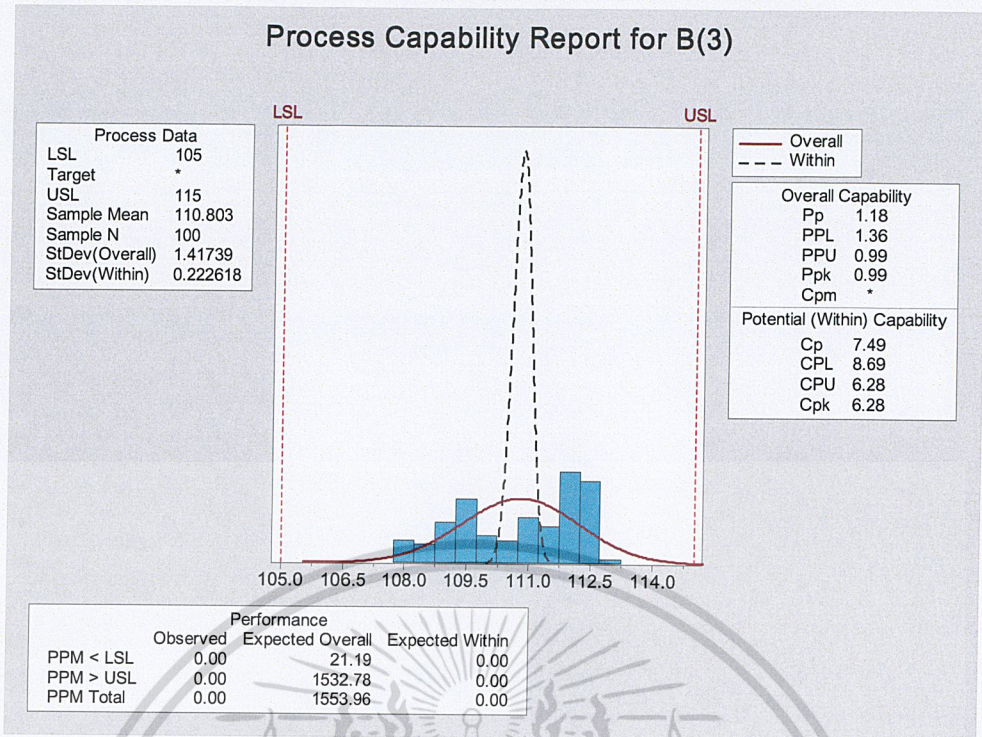 Process Capability Report for B(3)
LSL
USL
Process Data
LSL 105
Target *
USL 115
Sample Mean 110.803
Sample N 100
StDev(Overall) 1.41739
StDev(Within) 0.222618
Overall
Within
Overall Capability
Pp 1.18
PPL 1.36
PPU 0.99
Ppk 0.99
Cpm *
Potential (Within) Capability
Cp 7.49
CPL 8.69
CPU 6.28
Cpk 6.28
105.0 106.5 108.0 109.5 111.0 112.5 114.0
Performance
Observed Expected Overall Expected Within
PPM < LSL 0.00 21.19 0.00
PPM > USL 0.00 1532.78 0.00
PPM Total 0.00 1553.96 0.00